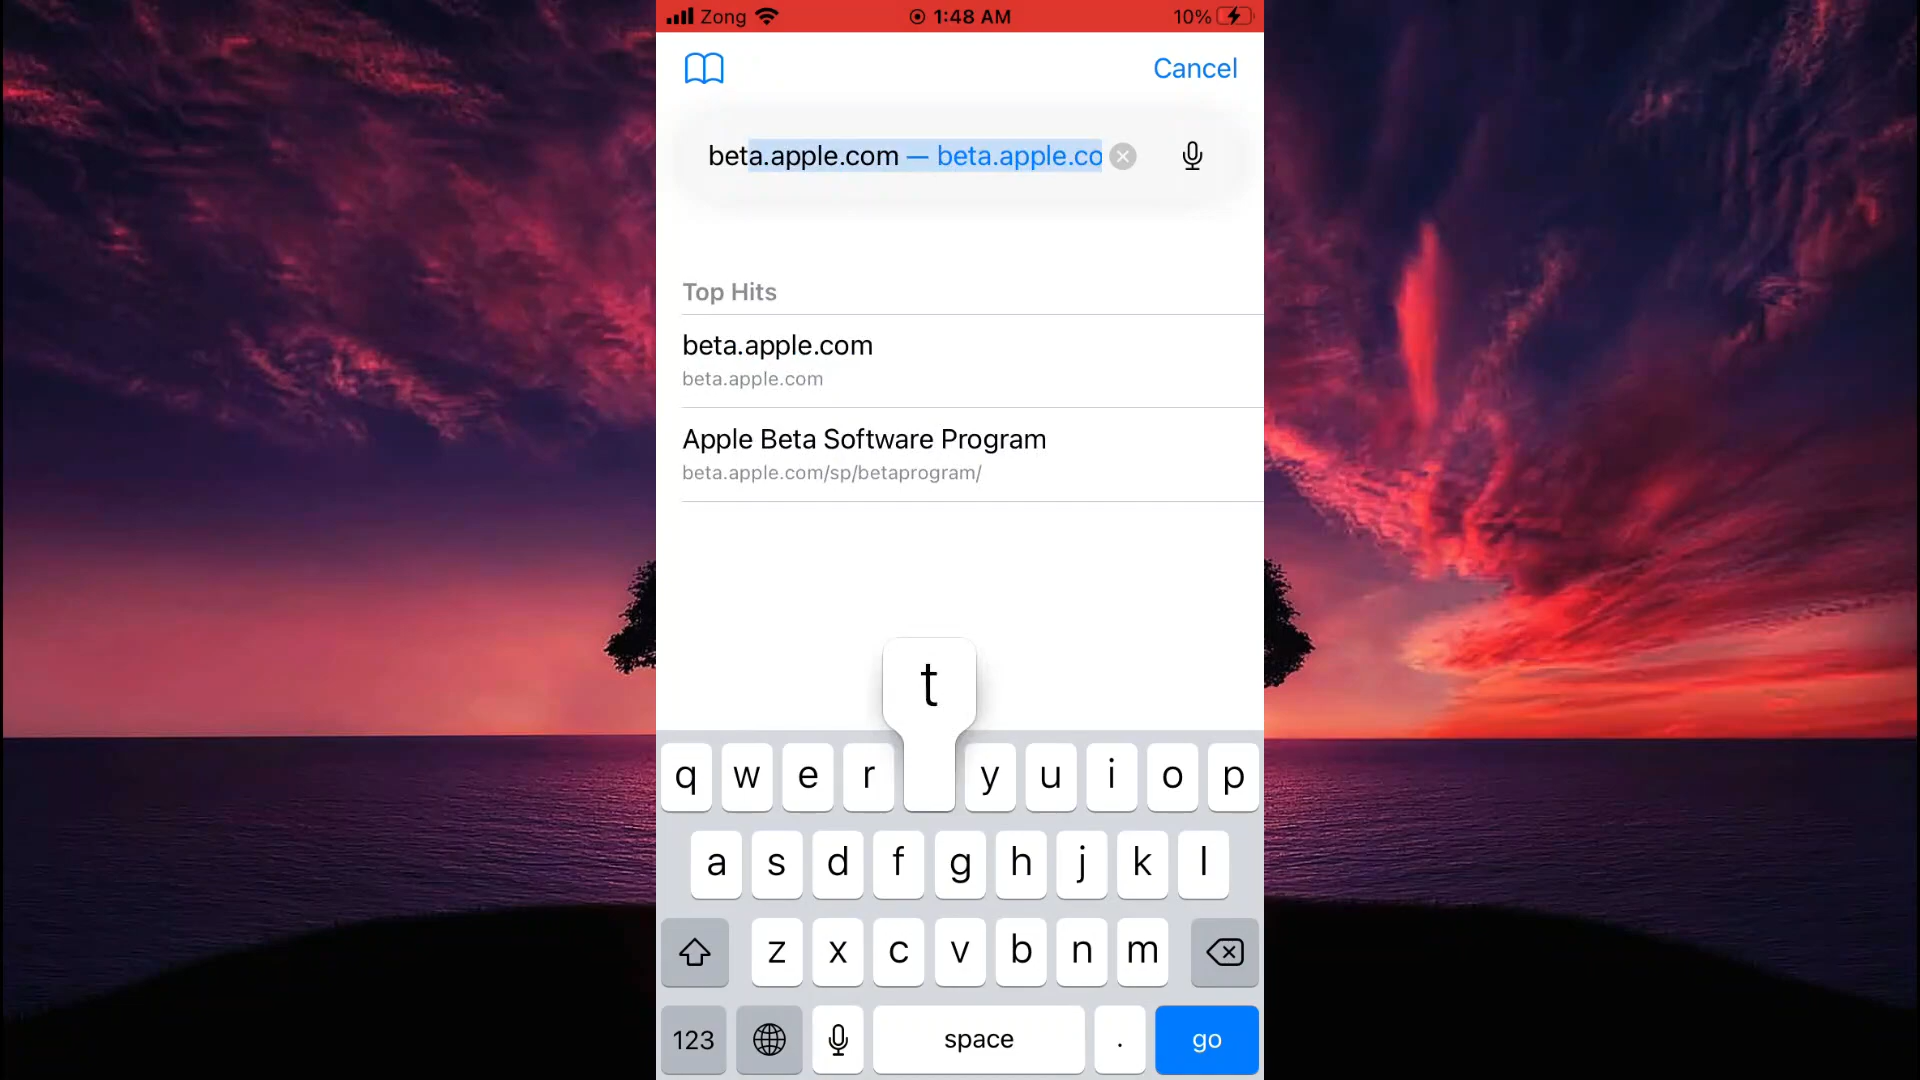 Zong 1:48 AM 10%
Cancel
beta.apple.com — beta.apple.co
Top Hits
beta.apple.com
beta.apple.com
Apple Beta Software Program
beta.apple.com/sp/betaprogram/
t
q w e r y u i o p
a s d f g h j k l
z x c v b n m
123 space . go